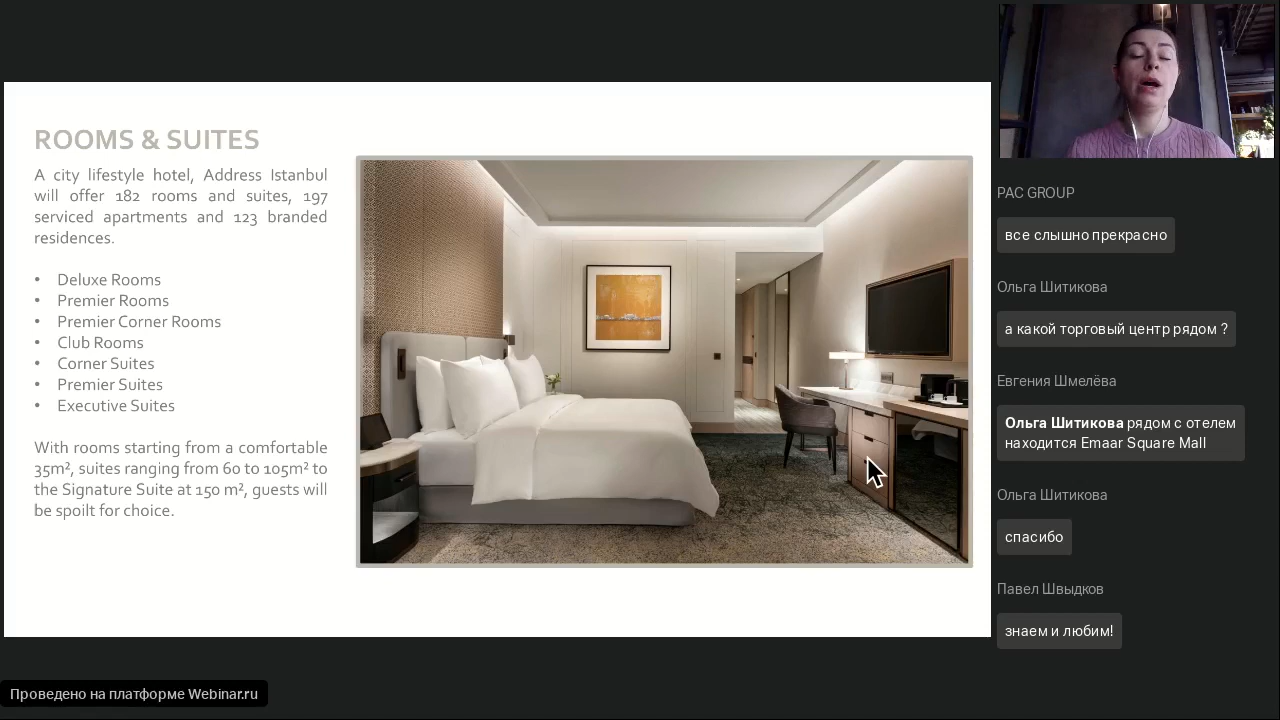 ROOMS & SUITES
A city lifestyle hotel, Address Istanbul
will offer 182 rooms and suites, 197
serviced apartments and 123 branded
residences.
• Deluxe Rooms
• Premier Rooms
• Premier Corner Rooms
• Club Rooms
• Corner Suites
• Premier Suites
• Executive Suites
With rooms starting from a comfortable
35m², suites ranging from 60 to 105m² to
the Signature Suite at 150 m², guests will
be spoilt for choice.
PAC GROUP
все слышно прекрасно
Ольга Шитикова
а какой торговый центр рядом ?
Евгения Шмелёва
Ольга Шитикова рядом с отелем
находится Emaar Square Mall
Ольга Шитикова
спасибо
Павел Швыдков
знаем и любим!
Проведено на платформе Webinar.ru